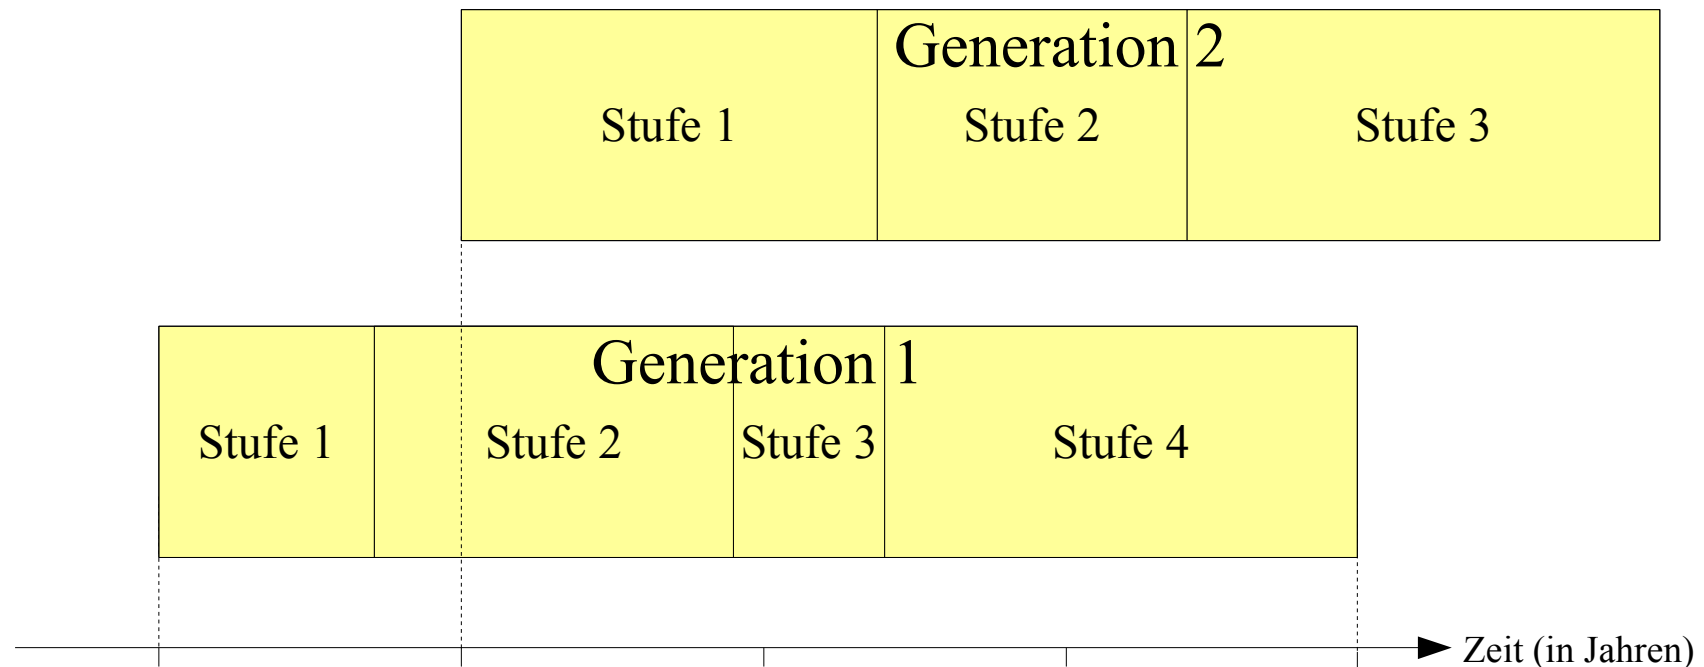 Generation 2
Stufe 1 Stufe 2 Stufe 3
Generation 1
Stufe 1 Stufe 2 Stufe 3 Stufe 4
Zeit (in Jahren)